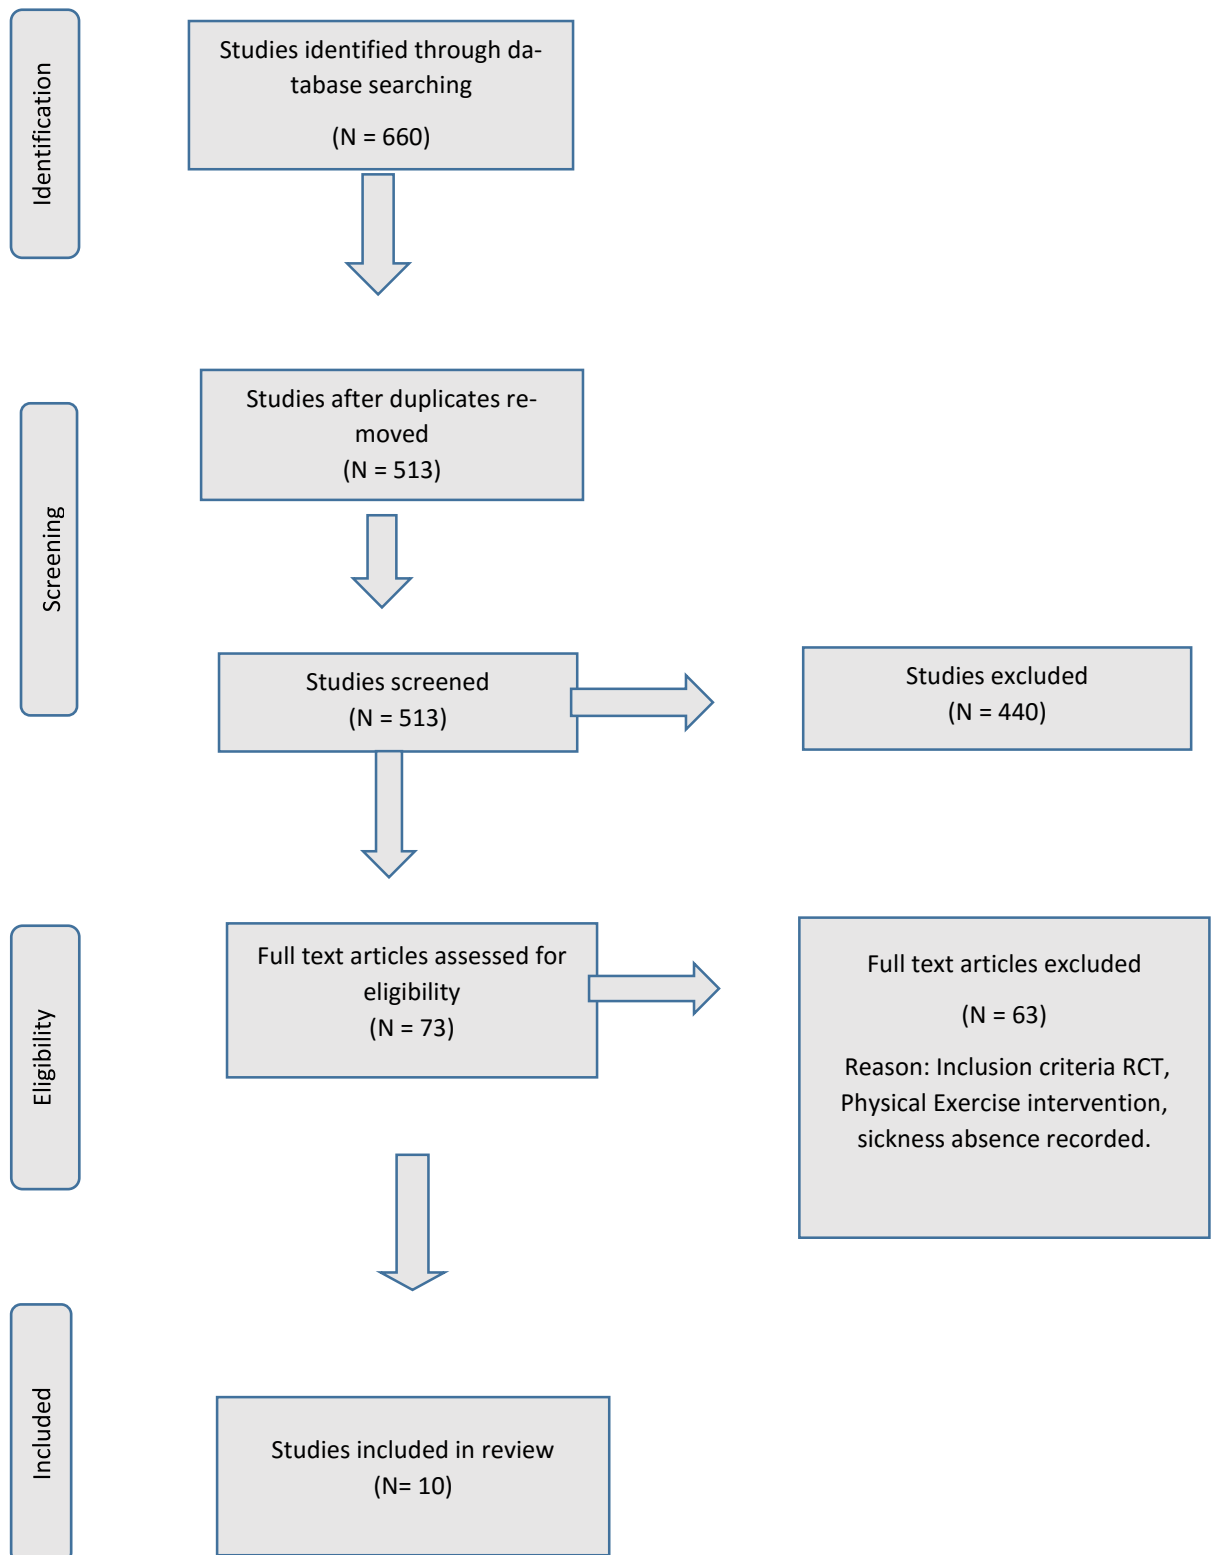 Identification
Studies identified through da-
tabase searching
(N = 660)
Screening
Studies after duplicates re-
moved
(N = 513)
Studies screened
(N = 513)
Studies excluded
(N = 440)
Eligibility
Full text articles assessed for
eligibility
(N = 73)
Full text articles excluded
(N = 63)
Reason: Inclusion criteria RCT,
Physical Exercise intervention,
sickness absence recorded.
Included
Studies included in review
(N= 10)